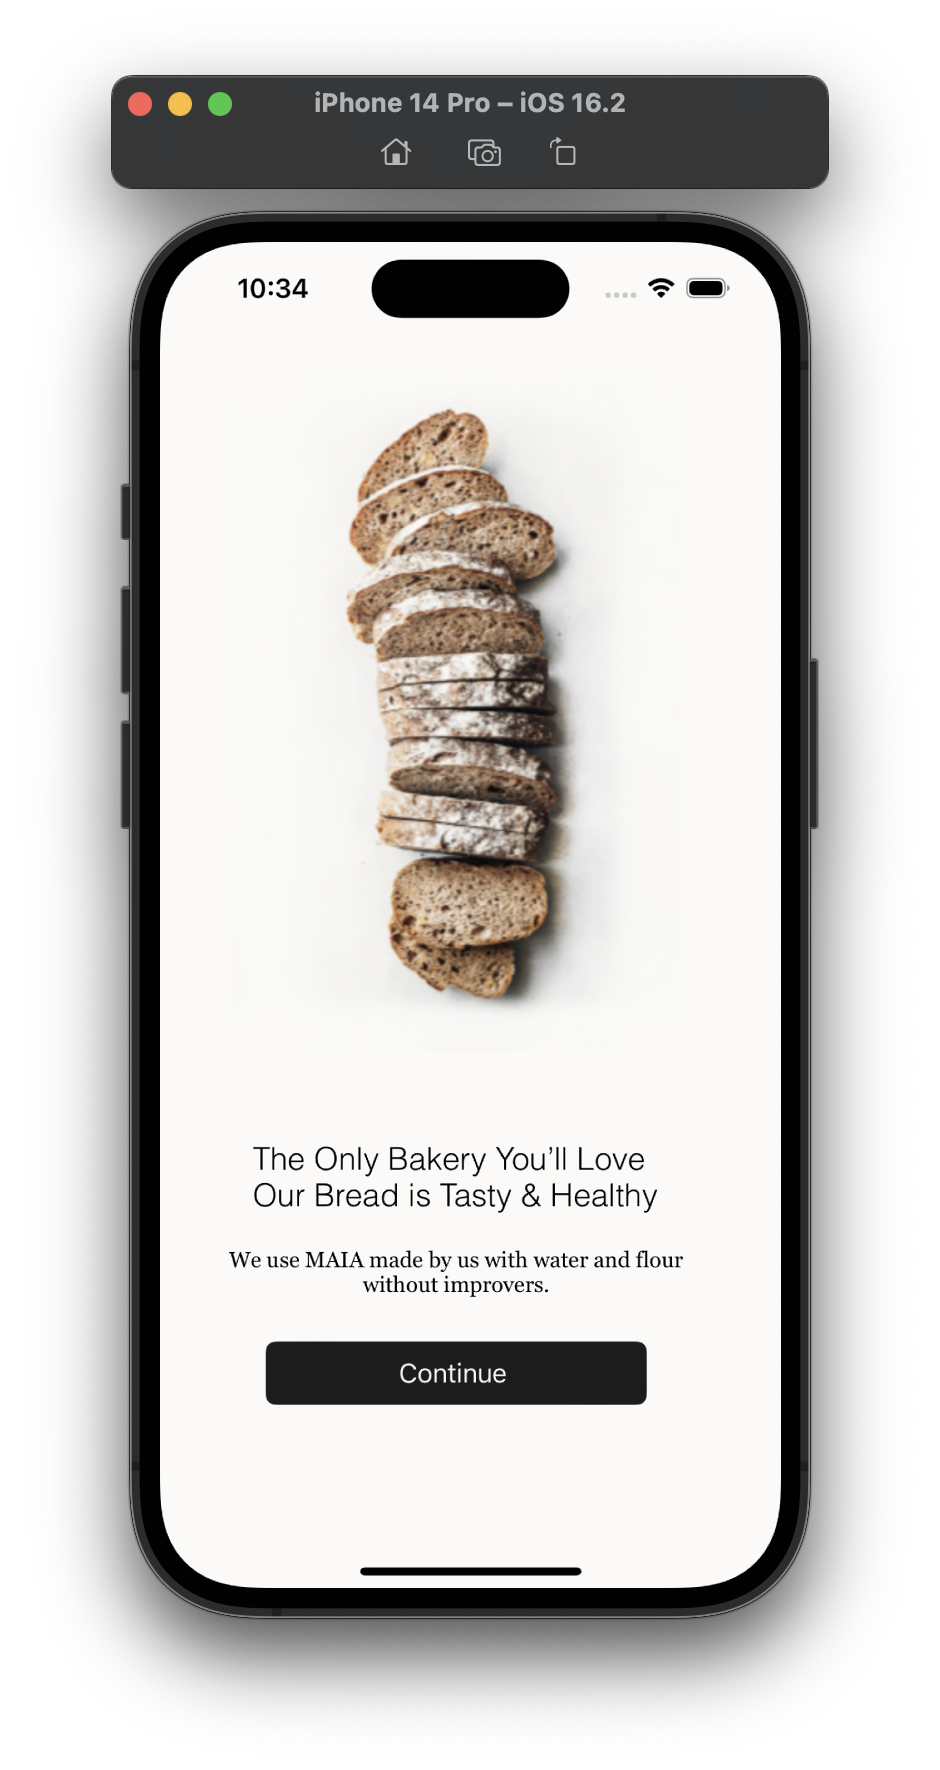 iPhone 14 Pro – iOS 16.2
10:34
The Only Bakery You’ll Love
Our Bread is Tasty & Healthy
We use MAIA made by us with water and flour
without improvers.
Continue